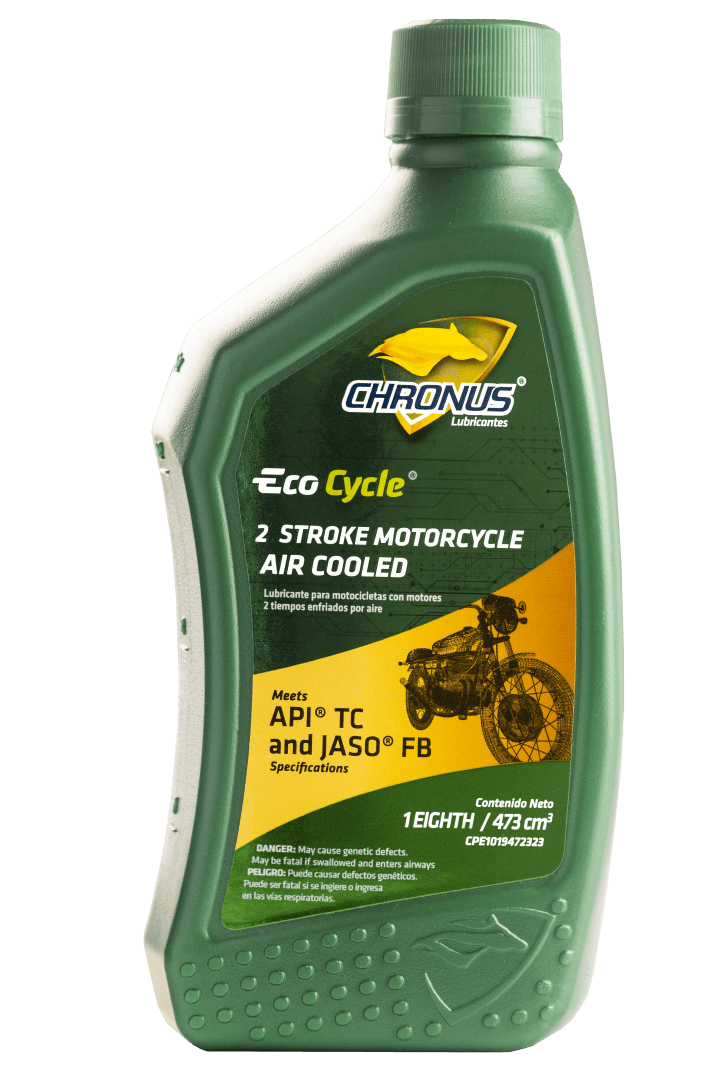 CHRONUS®
Lubricantes
Eco Cycle®
2 STROKE MOTORCYCLE
AIR COOLED
Lubricante para motocicletas con motores
2 tiempos enfriados por aire
Meets
API® TC
and JASO® FB
Specifications
Contenido Neto
1 EIGHTH / 473 cm³
CPE1019472323
DANGER: May cause genetic defects.
May be fatal if swallowed and enters airways
PELIGRO: Puede causar defectos genéticos.
Puede ser fatal si se ingiere o ingresa
en las vías respiratorias.